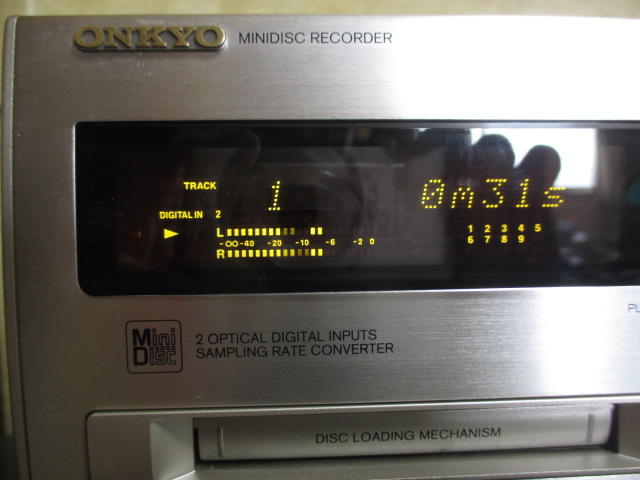 ONKYO MINIDISC RECORDER
TRACK 1 0m31s
DIGITAL IN 2
L
-∞ -40 -20 -10 -6 -2 0
R
1 2 3 4 5
6 7 8 9
Mini
Disc
2 OPTICAL DIGITAL INPUTS
SAMPLING RATE CONVERTER
PL
DISC LOADING MECHANISM